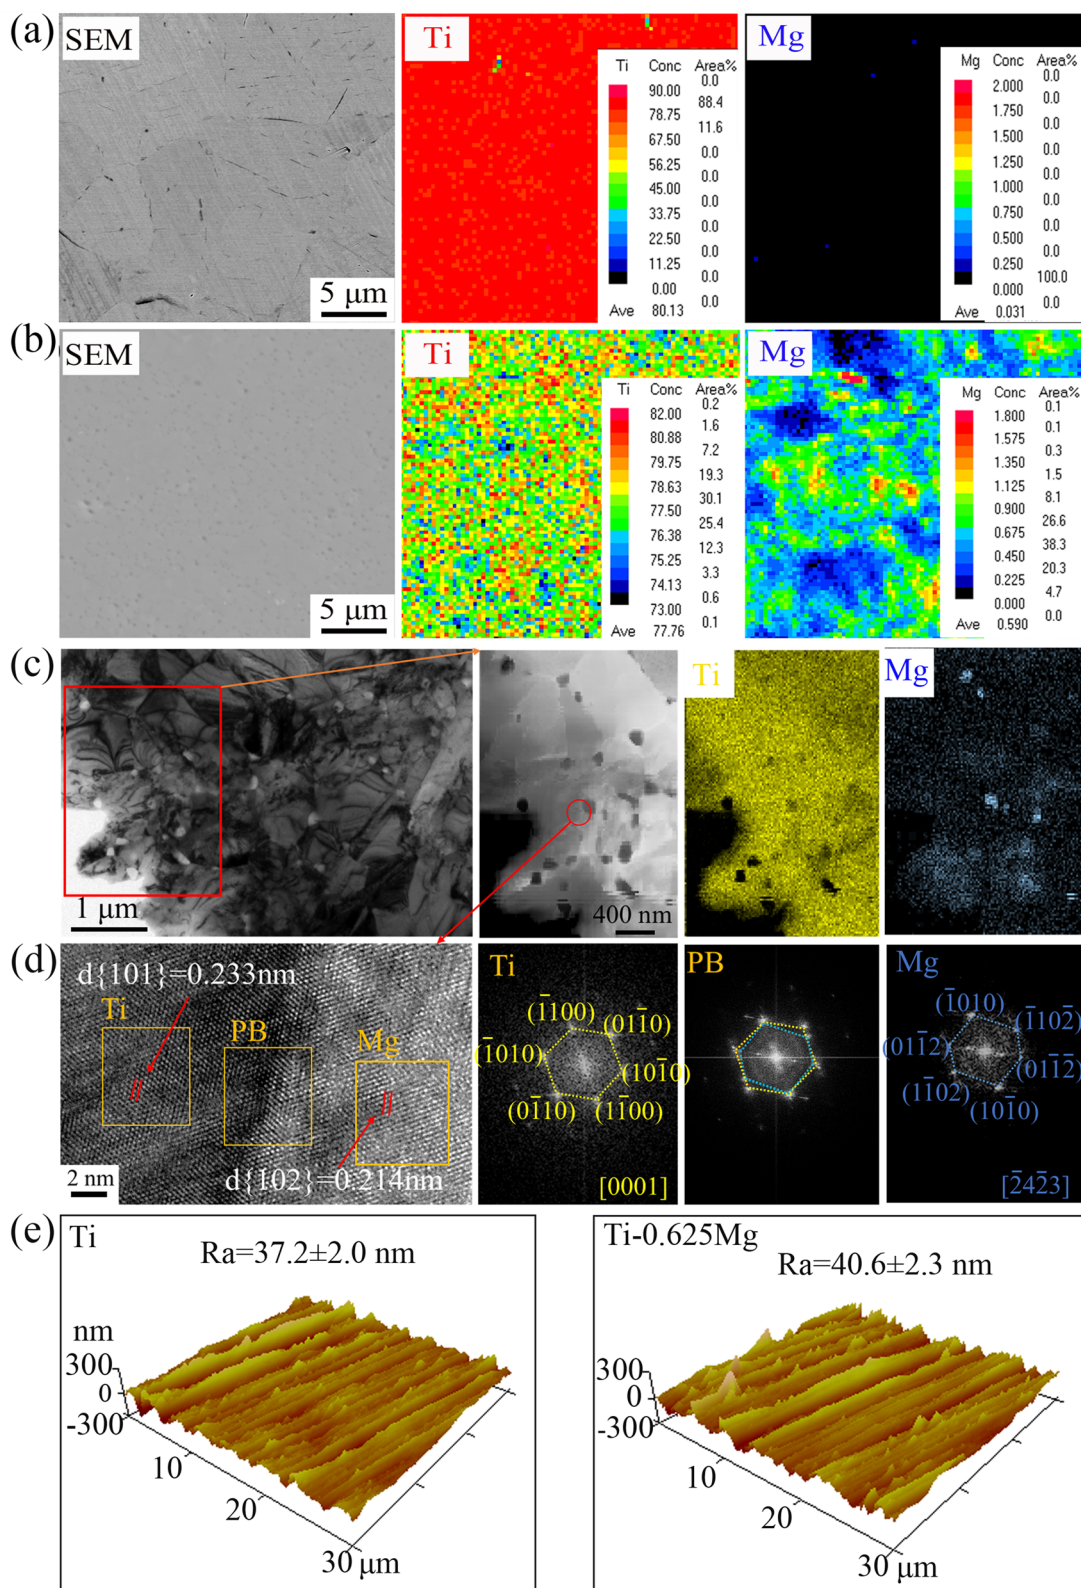 (a)
SEM
5 μm
Ti
Ti Conc Area%
0.0
90.00
88.4
78.75
11.6
67.50
0.0
56.25
0.0
45.00
0.0
33.75
0.0
22.50
0.0
11.25
0.0
0.00
0.0
Ave 80.13
Mg
Mg Conc Area%
0.0
2.000
0.0
1.750
0.0
1.500
0.0
1.250
0.0
1.000
0.0
0.750
0.0
0.500
0.0
0.250
100.0
0.000
0.0
Ave 0.031
(b)
SEM
5 μm
Ti
Ti Conc Area%
0.2
82.00
1.6
80.88
7.2
79.75
19.3
78.63
30.1
77.50
25.4
76.38
12.3
75.25
3.3
74.13
0.6
73.00
0.1
Ave 77.76
Mg
Mg Conc Area%
0.1
1.800
0.1
1.575
0.3
1.350
1.5
1.125
8.1
0.900
26.6
0.675
38.3
0.450
20.3
0.225
4.7
0.000
0.0
Ave 0.590
(c)
1 μm
400 nm
Ti
Mg
(d)
d{101}=0.233nm
Ti
PB
Mg
d{102}=0.214nm
2 nm
Ti
(1̄100)
(011̄0)
(1̄010)
(101̄0)
(01̄10)
(11̄00)
[0001]
PB
Mg
(1̄010)
(1̄102̄)
(011̄2)
(011̄2̄)
(11̄02)
(101̄0)
[2̄42̄3]
(e)
Ti
Ra=37.2±2.0 nm
nm
300
0
-300
10
20
30 μm
Ti-0.625Mg
Ra=40.6±2.3 nm
300
0
-300
10
20
30 μm